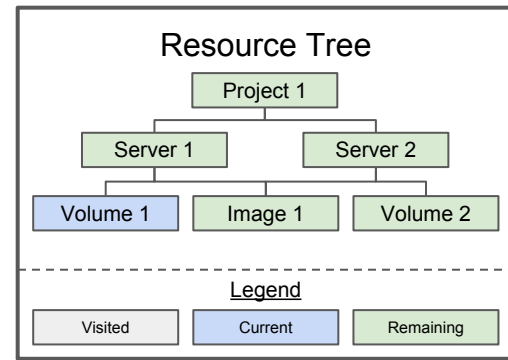 Resource Tree
Project 1
Server 1 Server 2
Volume 1 Image 1 Volume 2
Legend
Visited Current Remaining